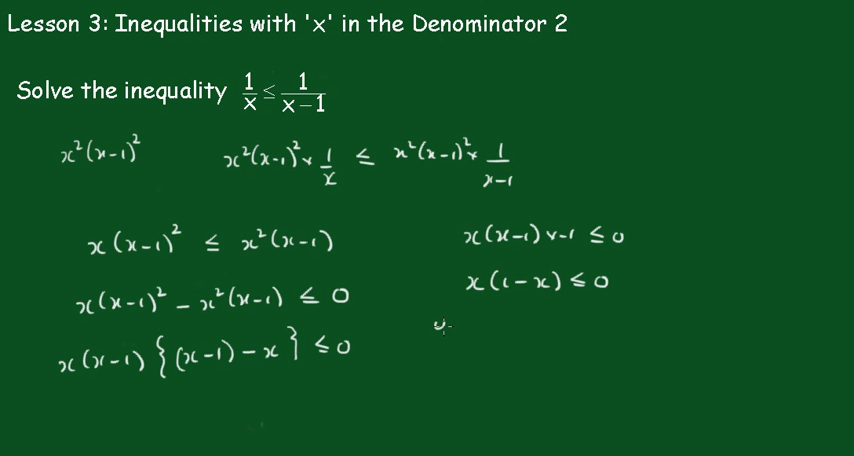 Lesson 3: Inequalities with 'x' in the Denominator 2
Solve the inequality 1/x ≤ 1/(x-1)
x²(x-1)²
x²(x-1)² × 1/x ≤ x²(x-1)² × 1/(x-1)
x(x-1)² ≤ x²(x-1)
x(x-1)² - x²(x-1) ≤ 0
x(x-1) {(x-1) - x} ≤ 0
x(x-1) × -1 ≤ 0
x(1-x) ≤ 0